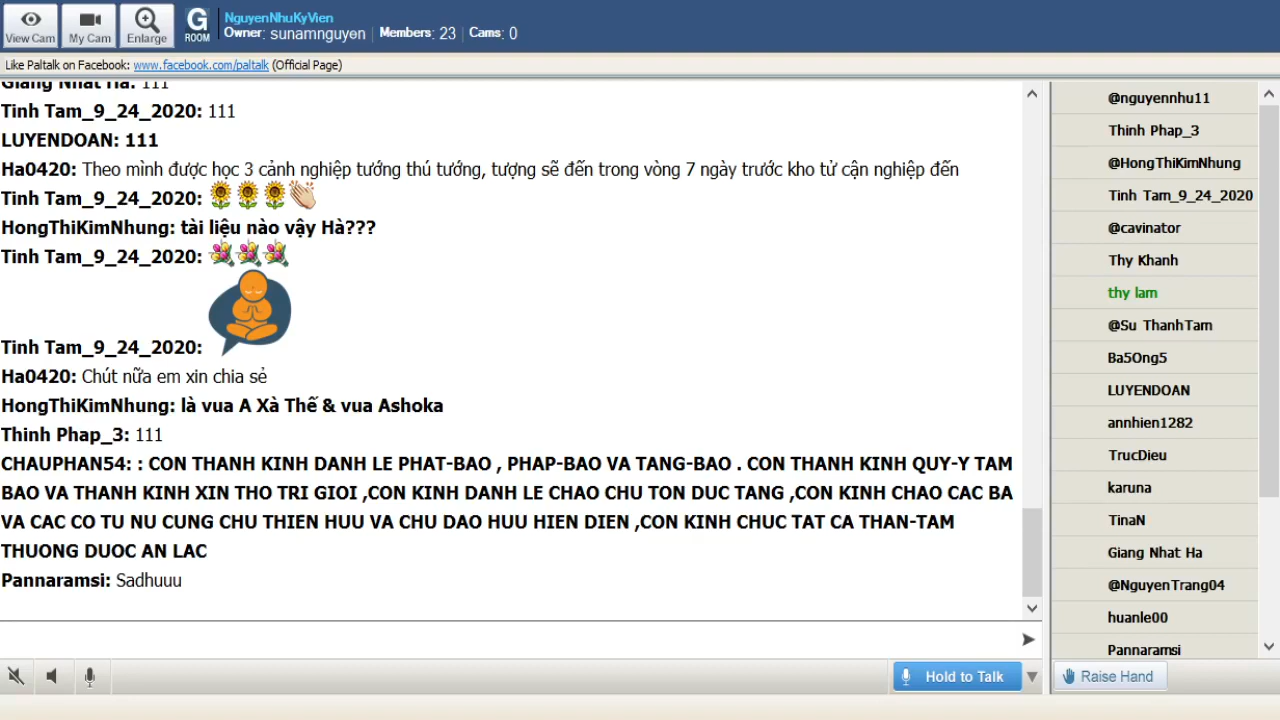 View Cam
My Cam
Enlarge
G
ROOM
NguyenNhuKyVien
Owner: sunamnguyen | Members: 23 | Cams: 0
Like Paltalk on Facebook: www.facebook.com/paltalk (Official Page)
Giang Nhat Ha: 111
Tinh Tam_9_24_2020: 111
LUYENDOAN: 111
Ha0420: Theo mình được học 3 cảnh nghiệp tướng thú tướng, tượng sẽ đến trong vòng 7 ngày trước kho tử cận nghiệp đến
Tinh Tam_9_24_2020:
HongThiKimNhung: tài liệu nào vậy Hà???
Tinh Tam_9_24_2020:
Tinh Tam_9_24_2020:
Ha0420: Chút nữa em xin chia sẻ
HongThiKimNhung: là vua A Xà Thế & vua Ashoka
Thinh Phap_3: 111
CHAUPHAN54: : CON THANH KINH DANH LE PHAT-BAO , PHAP-BAO VA TANG-BAO . CON THANH KINH QUY-Y TAM
BAO VA THANH KINH XIN THO TRI GIOI ,CON KINH DANH LE CHAO CHU TON DUC TANG ,CON KINH CHAO CAC BA
VA CAC CO TU NU CUNG CHU THIEN HUU VA CHU DAO HUU HIEN DIEN ,CON KINH CHUC TAT CA THAN-TAM
THUONG DUOC AN LAC
Pannaramsi: Sadhuuu
Hold to Talk
@nguyennhu11
Thinh Phap_3
@HongThiKimNhung
Tinh Tam_9_24_2020
@cavinator
Thy Khanh
thy lam
@Su ThanhTam
Ba5Ong5
LUYENDOAN
annhien1282
TrucDieu
karuna
TinaN
Giang Nhat Ha
@NguyenTrang04
huanle00
Pannaramsi
Raise Hand